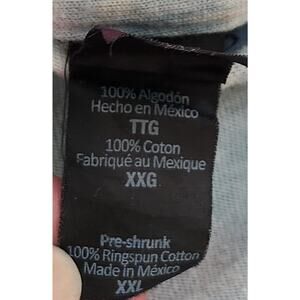 100% Algodón
Hecho en México
TTG
100% Coton
Fabriqué au Mexique
XXG
Pre-shrunk
100% Ringspun Cotton
Made in México
XXL